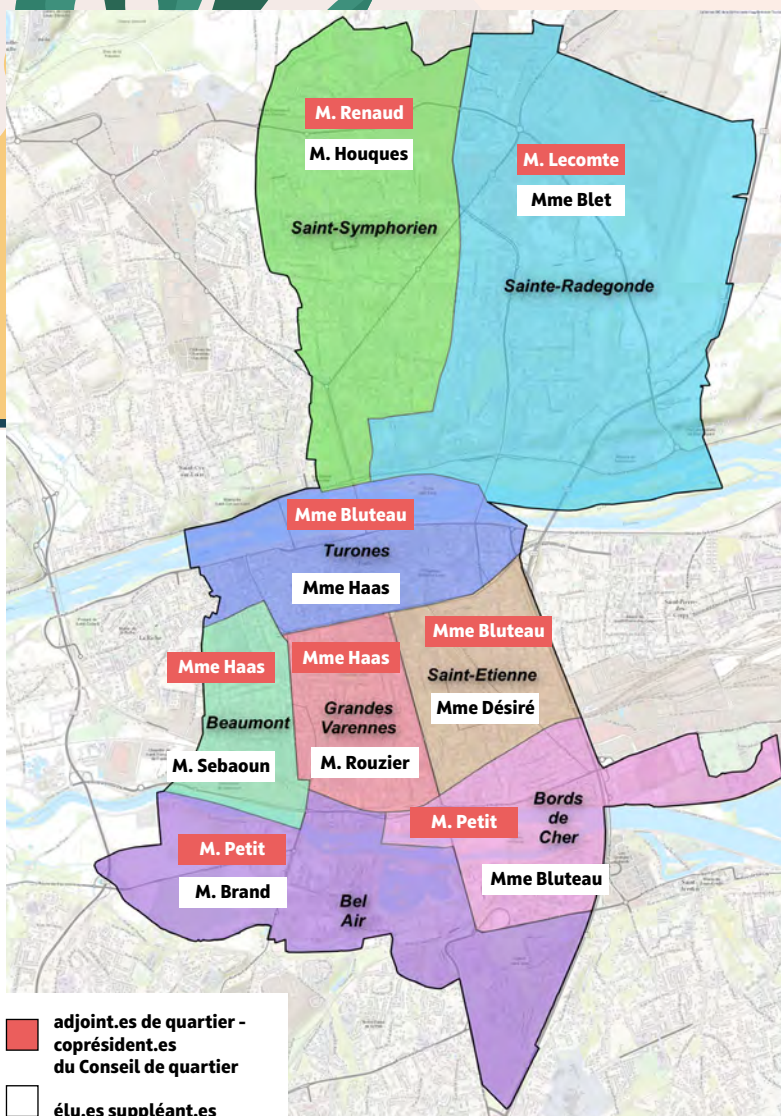 M. Renaud
M. Houques
Saint-Symphorien
M. Lecomte
Mme Blet
Sainte-Radegonde
Mme Bluteau
Turones
Mme Haas
Mme Haas
Beaumont
M. Sebaoun
Mme Haas
Grandes
Varennes
M. Rouzier
Mme Bluteau
Saint-Etienne
Mme Désiré
M. Petit
Bords
de
Cher
Mme Bluteau
M. Petit
M. Brand
Bel
Air
adjoint.es de quartier -
coprésident.es
du Conseil de quartier
élu.es suppléant.es